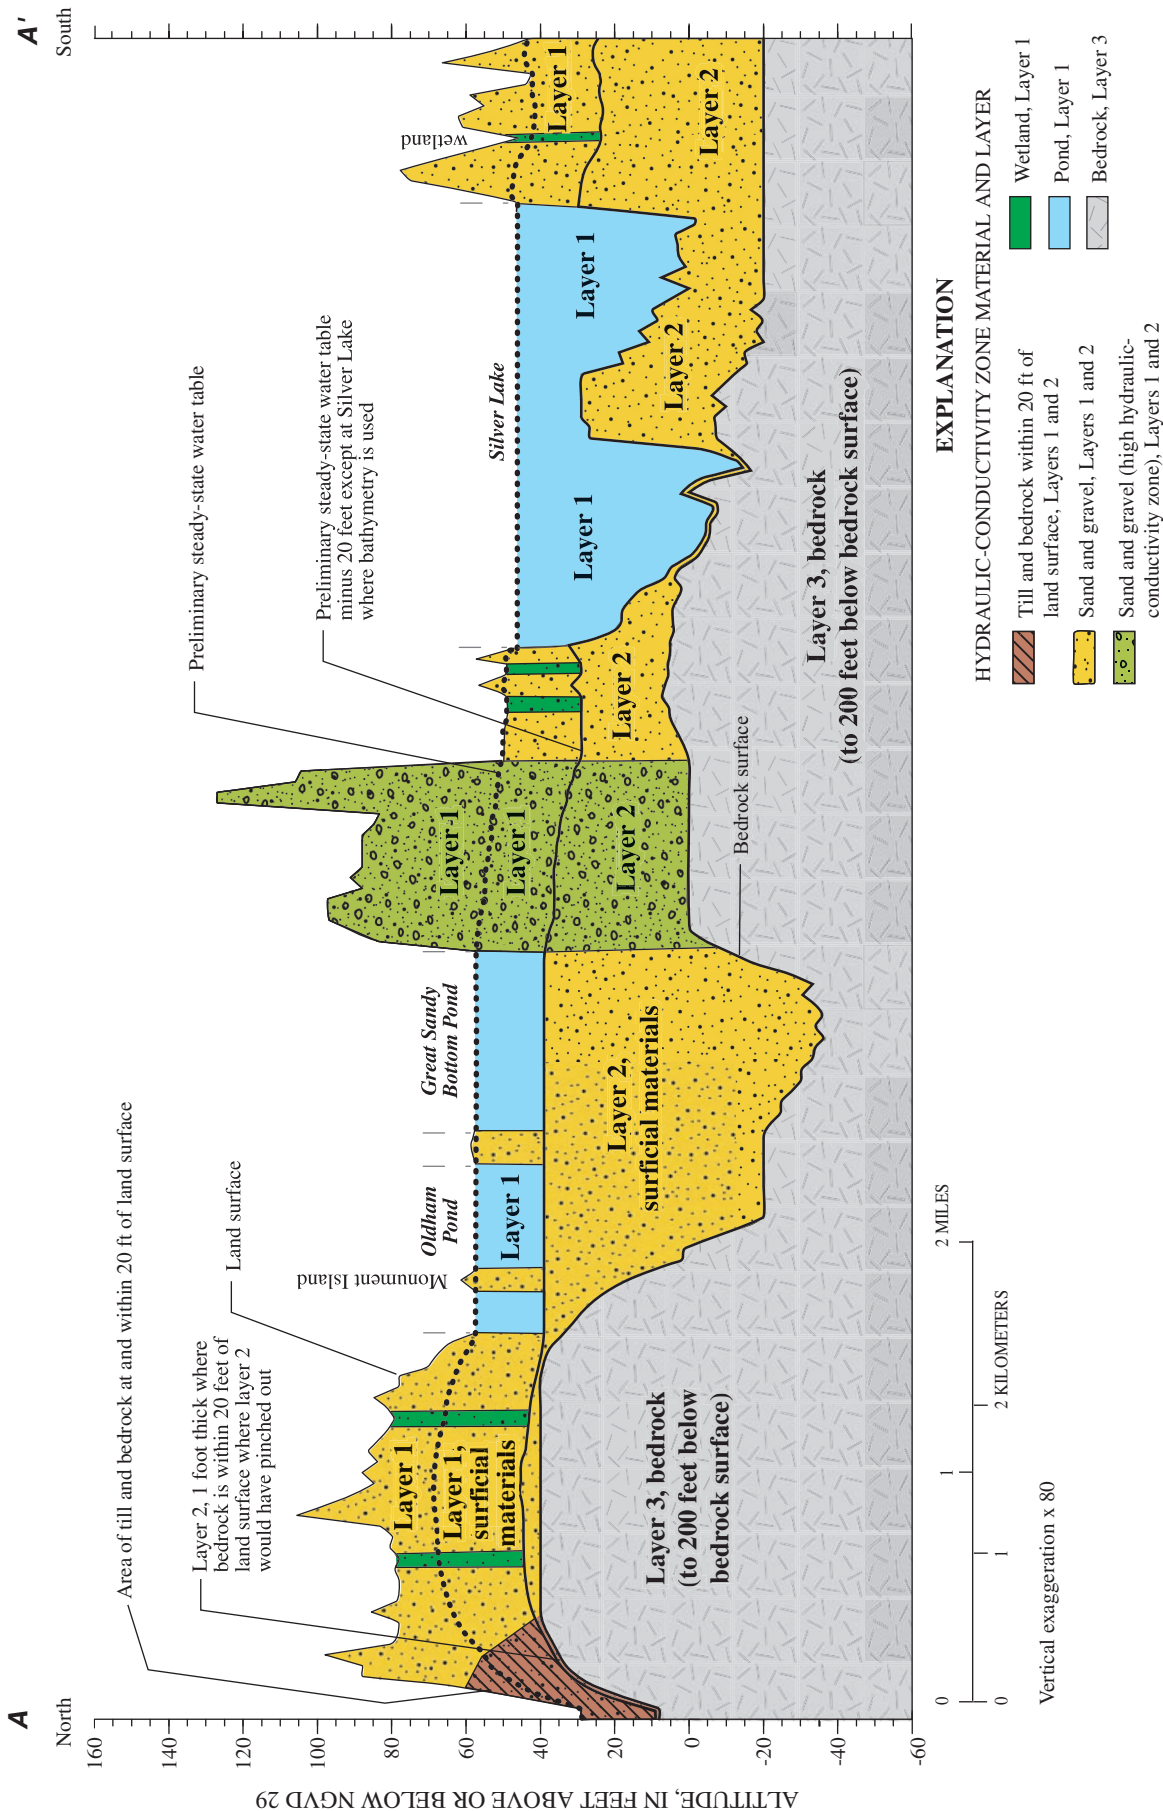 A
North
A'
South
Area of till and bedrock at and within 20 ft of land surface
Layer 2, 1 foot thick where
bedrock is within 20 feet of
land surface where layer 2
would have pinched out
Land surface
Preliminary steady-state water table
Preliminary steady-state water table
minus 20 feet except at Silver Lake
where bathymetry is used
Monument Island
Oldham
Pond
Great Sandy
Bottom Pond
Silver Lake
wetland
Layer 1
Layer 1,
surficial
materials
Layer 1
Layer 2,
surficial materials
Layer 1
Layer 1
Layer 2
Layer 2
Layer 1
Layer 1
Layer 2
Layer 1
Layer 2
Bedrock surface
Layer 3, bedrock
(to 200 feet below
bedrock surface)
Layer 3, bedrock
(to 200 feet below bedrock surface)
ALTITUDE, IN FEET ABOVE OR BELOW NGVD 29
160
140
120
100
80
60
40
20
0
-20
-40
-60
0 1 2 MILES
0 1 2 KILOMETERS
Vertical exaggeration x 80
EXPLANATION
HYDRAULIC-CONDUCTIVITY ZONE MATERIAL AND LAYER
Till and bedrock within 20 ft of
land surface, Layers 1 and 2
Sand and gravel, Layers 1 and 2
Sand and gravel (high hydraulic-
conductivity zone), Layers 1 and 2
Wetland, Layer 1
Pond, Layer 1
Bedrock, Layer 3